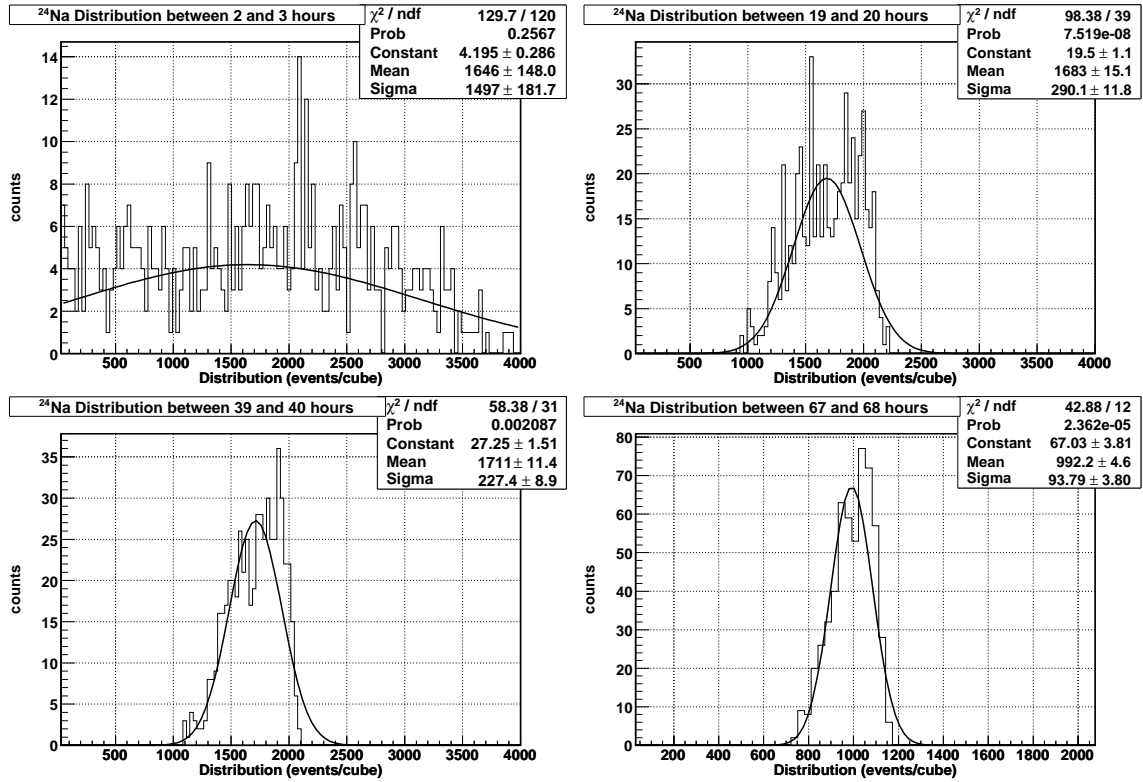 ²⁴Na Distribution between 2 and 3 hours
χ² / ndf 129.7 / 120
Prob 0.2567
Constant 4.195 ± 0.286
Mean 1646 ± 148.0
Sigma 1497 ± 181.7
counts
14
12
10
8
6
4
2
0
500 1000 1500 2000 2500 3000 3500 4000
Distribution (events/cube)
²⁴Na Distribution between 19 and 20 hours
χ² / ndf 98.38 / 39
Prob 7.519e-08
Constant 19.5 ± 1.1
Mean 1683 ± 15.1
Sigma 290.1 ± 11.8
counts
30
25
20
15
10
5
0
500 1000 1500 2000 2500 3000 3500 4000
Distribution (events/cube)
²⁴Na Distribution between 39 and 40 hours
χ² / ndf 58.38 / 31
Prob 0.002087
Constant 27.25 ± 1.51
Mean 1711 ± 11.4
Sigma 227.4 ± 8.9
counts
35
30
25
20
15
10
5
0
500 1000 1500 2000 2500 3000 3500 4000
Distribution (events/cube)
²⁴Na Distribution between 67 and 68 hours
χ² / ndf 42.88 / 12
Prob 2.362e-05
Constant 67.03 ± 3.81
Mean 992.2 ± 4.6
Sigma 93.79 ± 3.80
counts
80
70
60
50
40
30
20
10
0
200 400 600 800 1000 1200 1400 1600 1800 2000
Distribution (events/cube)